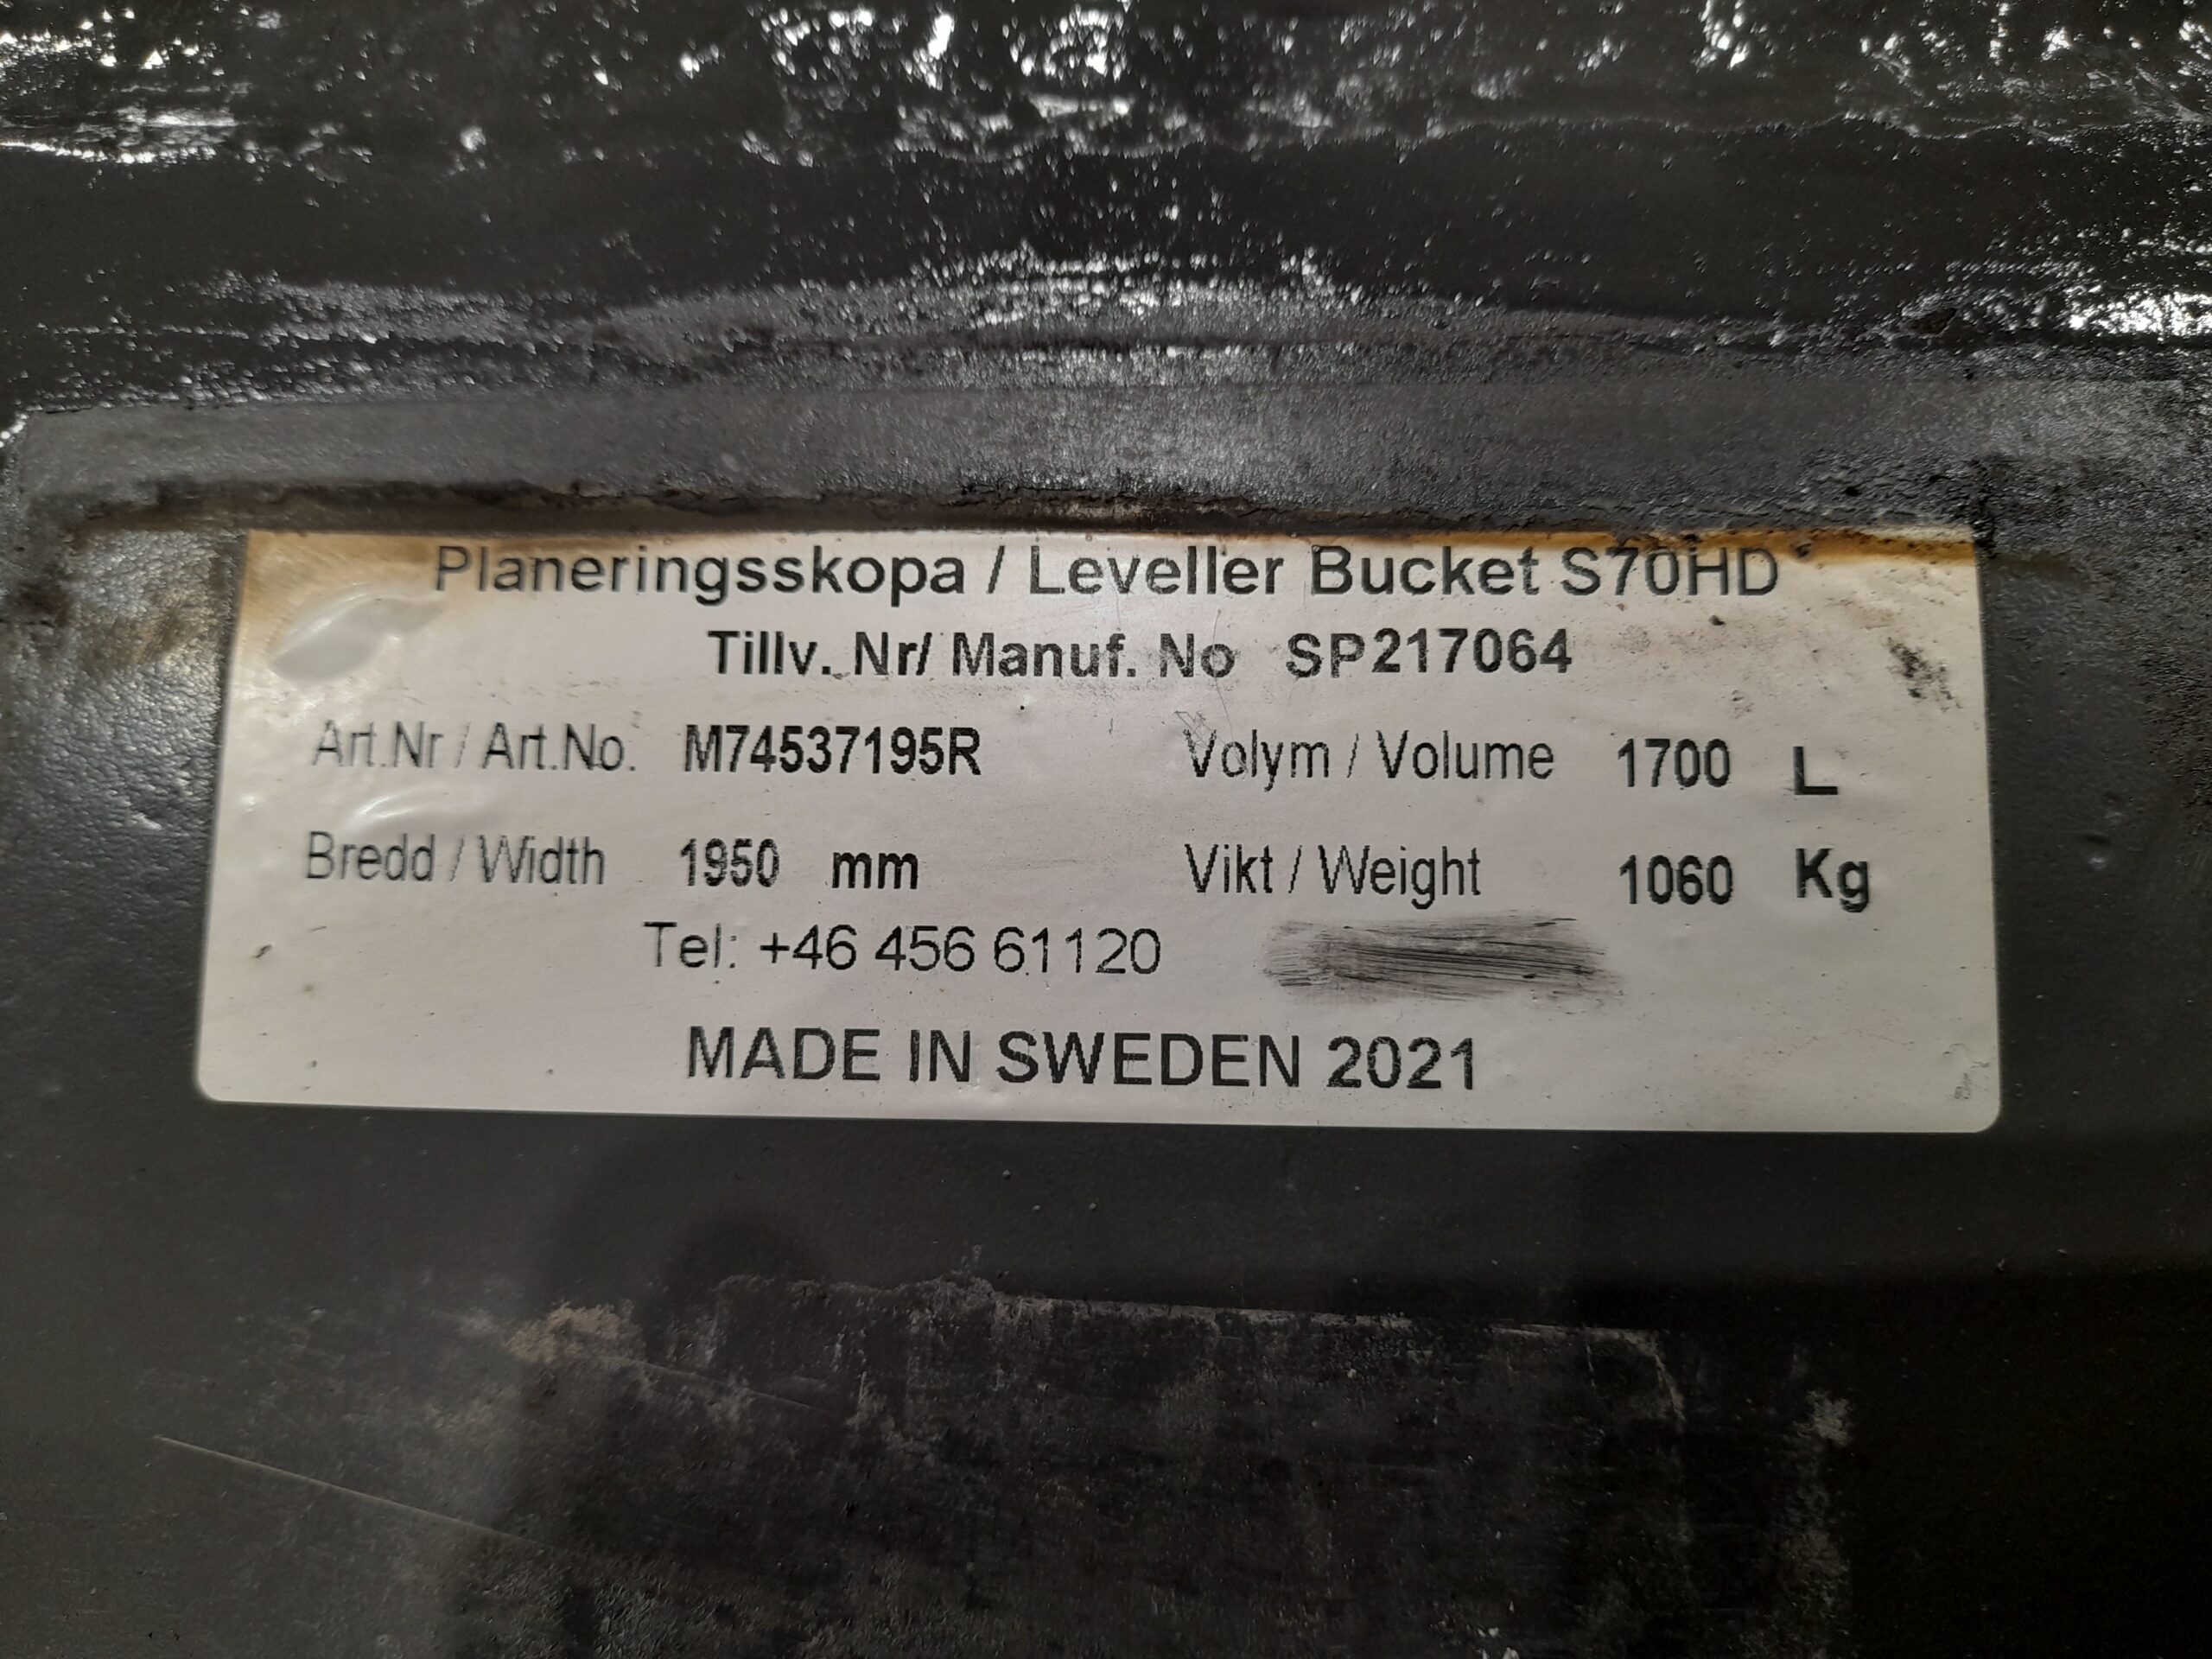 Planeringsskopa / Leveller Bucket S70HD
Tillv. Nr/ Manuf. No SP217064
Art.Nr / Art.No. M74537195R Volym / Volume 1700 L
Bredd / Width 1950 mm Vikt / Weight 1060 Kg
Tel: +46 456 61120
MADE IN SWEDEN 2021